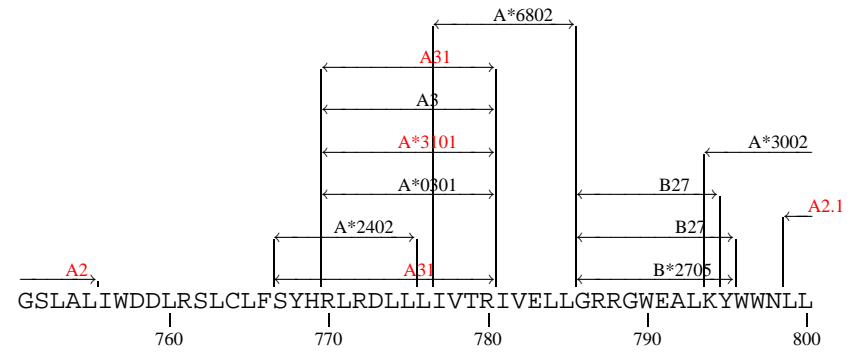 A*6802
A31
A3
A*3101
A*3002
A*0301
B27
A2.1
A*2402
B27
A2
A31
B*2705
GSLALIWDDLRSLCLFSYHRLRDLLLIVTRIVELLGRRGWEALKYWWNLL
760 770 780 790 800